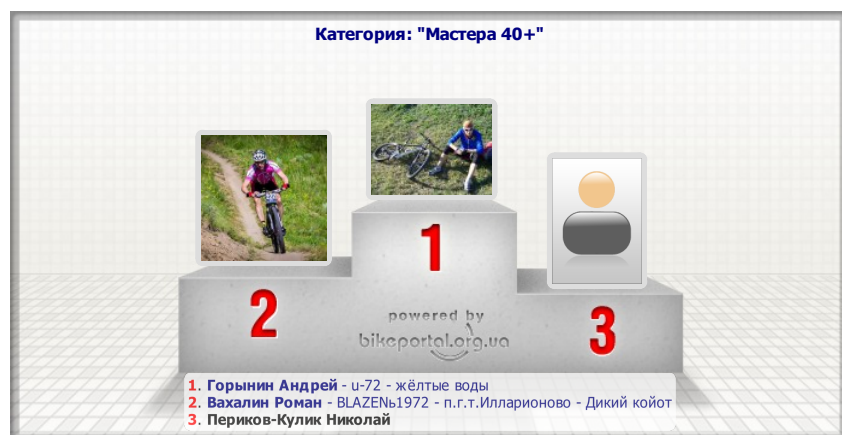 Категория: "Мастера 40+"
1
2
3
powered by
bikeportal.org.ua
1. Горынин Андрей - u-72 - жёлтые воды
2. Вахалин Роман - BLAZENь1972 - п.г.т.Илларионово - Дикий койот
3. Периков-Кулик Николай